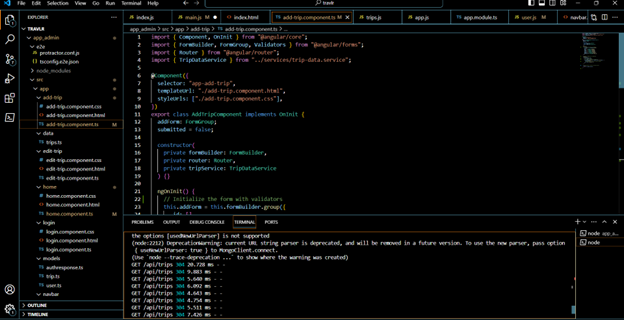 File Edit Selection View Go Run Terminal Help
travlr
EXPLORER
index.js
main.js M
index.html
add-trip.component.ts M
trips.js
app.js
app.module.ts
user.js M
navbar.
app_admin > src > app > add-trip > add-trip.component.ts > ...
TRAVLR
app_admin
e2e
protractor.conf.js
tsconfig.e2e.json
node_modules
src
app
add-trip
add-trip.component.css
add-trip.component.html
add-trip.component.ts M
data
trips.ts
edit-trip
edit-trip.component.css
edit-trip.component.html
edit-trip.component.ts
home
home.component.css
home.component.html
home.component.ts M
login
login.component.css
login.component.html
login.component.ts
models
authresponse.ts
trip.ts
user.ts
navbar
OUTLINE
TIMELINE
1 import { Component, OnInit } from "@angular/core";
2 import { FormBuilder, FormGroup, Validators } from "@angular/forms";
3 import { Router } from "@angular/router";
4 import { TripDataService } from "../services/trip-data.service";
5
6 @Component({
7 selector: "app-add-trip",
8 templateUrl: "./add-trip.component.html",
9 styleUrls: ["./add-trip.component.css"],
10 })
11 export class AddTripComponent implements OnInit {
12 addForm: FormGroup;
13 submitted = false;
14
15 constructor(
16 private formBuilder: FormBuilder,
17 private router: Router,
18 private tripService: TripDataService
19 ) {}
20
21 ngOnInit() {
22 // Initialize the form with validators
23 this.addForm = this.formBuilder.group({
PROBLEMS OUTPUT DEBUG CONSOLE TERMINAL PORTS
the options [useNewUrlParser] is not supported
(node:2212) DeprecationWarning: current URL string parser is deprecated, and will be removed in a future version. To use the new parser, pass option
{ useNewUrlParser: true } to MongoClient.connect.
(Use `node --trace-deprecation ...` to show where the warning was created)
GET /api/trips 304 20.728 ms - -
GET /api/trips 304 9.883 ms - -
GET /api/trips 304 5.640 ms - -
GET /api/trips 304 6.092 ms - -
GET /api/trips 304 4.643 ms - -
GET /api/trips 304 4.754 ms - -
GET /api/trips 304 5.511 ms - -
GET /api/trips 304 7.426 ms - -
node app_a...
node